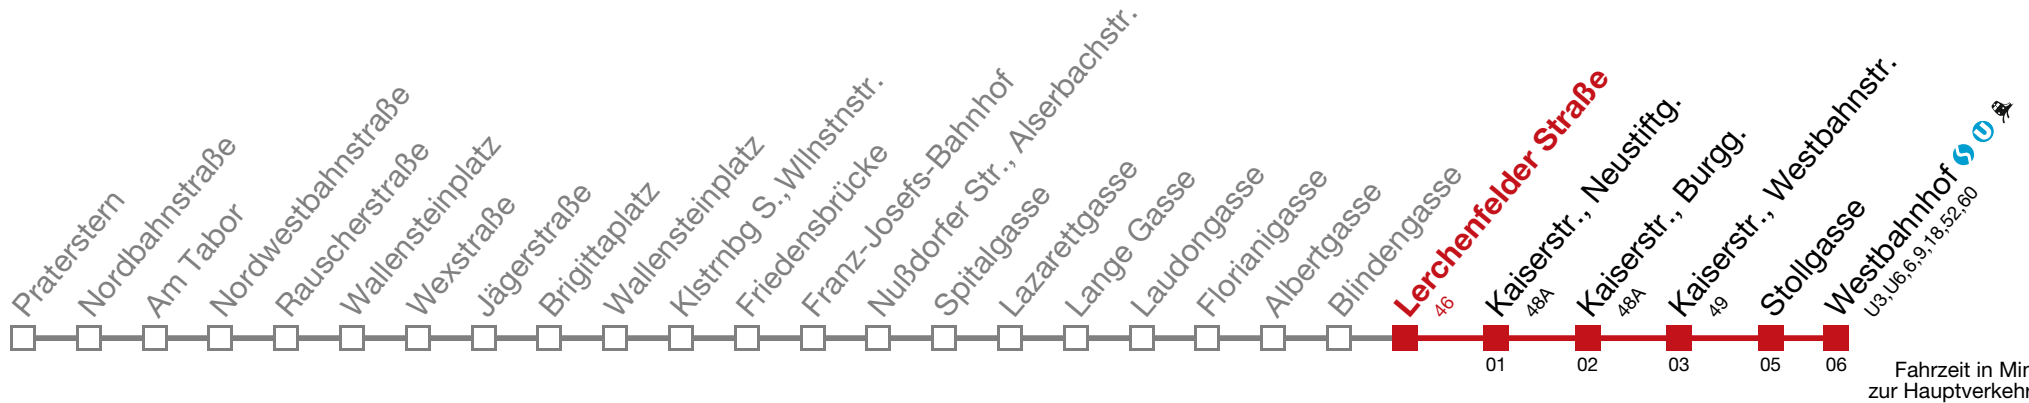 Praterstern
Nordbahnstraße
Am Tabor
Nordwestbahnstraße
Rauscherstraße
Wallensteinplatz
Wexstraße
Jägerstraße
Brigittaplatz
Wallensteinplatz
Klstrnbg S., Wllnstnstr.
Friedensbrücke
Franz-Josefs-Bahnhof
Nußdorfer Str., Alserbachstr.
Spitalgasse
Lazarettgasse
Lange Gasse
Laudongasse
Florianigasse
Albertgasse
Blindengasse
Lerchenfelder Straße
46
Kaiserstr., Neustiftg.
48A
Kaiserstr., Burgg.
48A
Kaiserstr., Westbahnstr.
49
Stollgasse
Westbahnhof S U
U3,U6,6,9,18,52,60
01 02 03 05 06
Fahrzeit in Min
zur Hauptverkehr